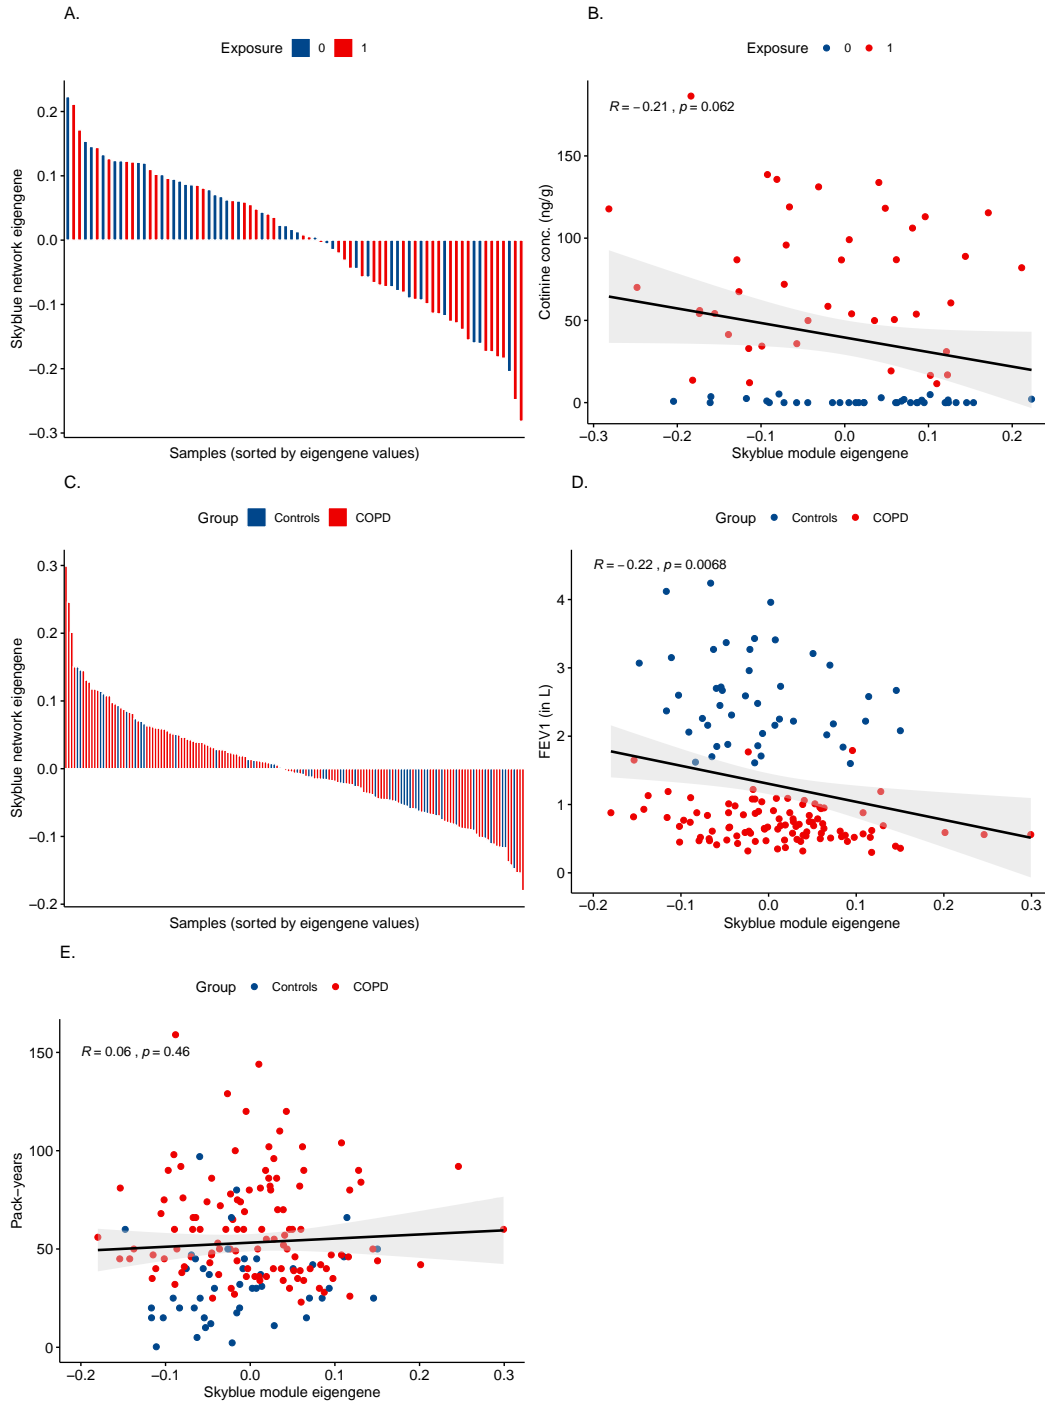 A.
Exposure 0 1
Skyblue network eigengene
0.2
0.1
0.0
−0.1
−0.2
−0.3
Samples (sorted by eigengene values)
B.
Exposure 0 1
R = −0.21 , p = 0.062
Cotinine conc. (ng/g)
150
100
50
0
−0.3 −0.2 −0.1 0.0 0.1 0.2
Skyblue module eigengene
C.
Group Controls COPD
Skyblue network eigengene
0.3
0.2
0.1
0.0
−0.1
−0.2
Samples (sorted by eigengene values)
D.
Group Controls COPD
R = −0.22 , p = 0.0068
FEV1 (in L)
4
3
2
1
0
−0.2 −0.1 0.0 0.1 0.2 0.3
Skyblue module eigengene
E.
Group Controls COPD
R = 0.06 , p = 0.46
Pack−years
150
100
50
0
−0.2 −0.1 0.0 0.1 0.2 0.3
Skyblue module eigengene